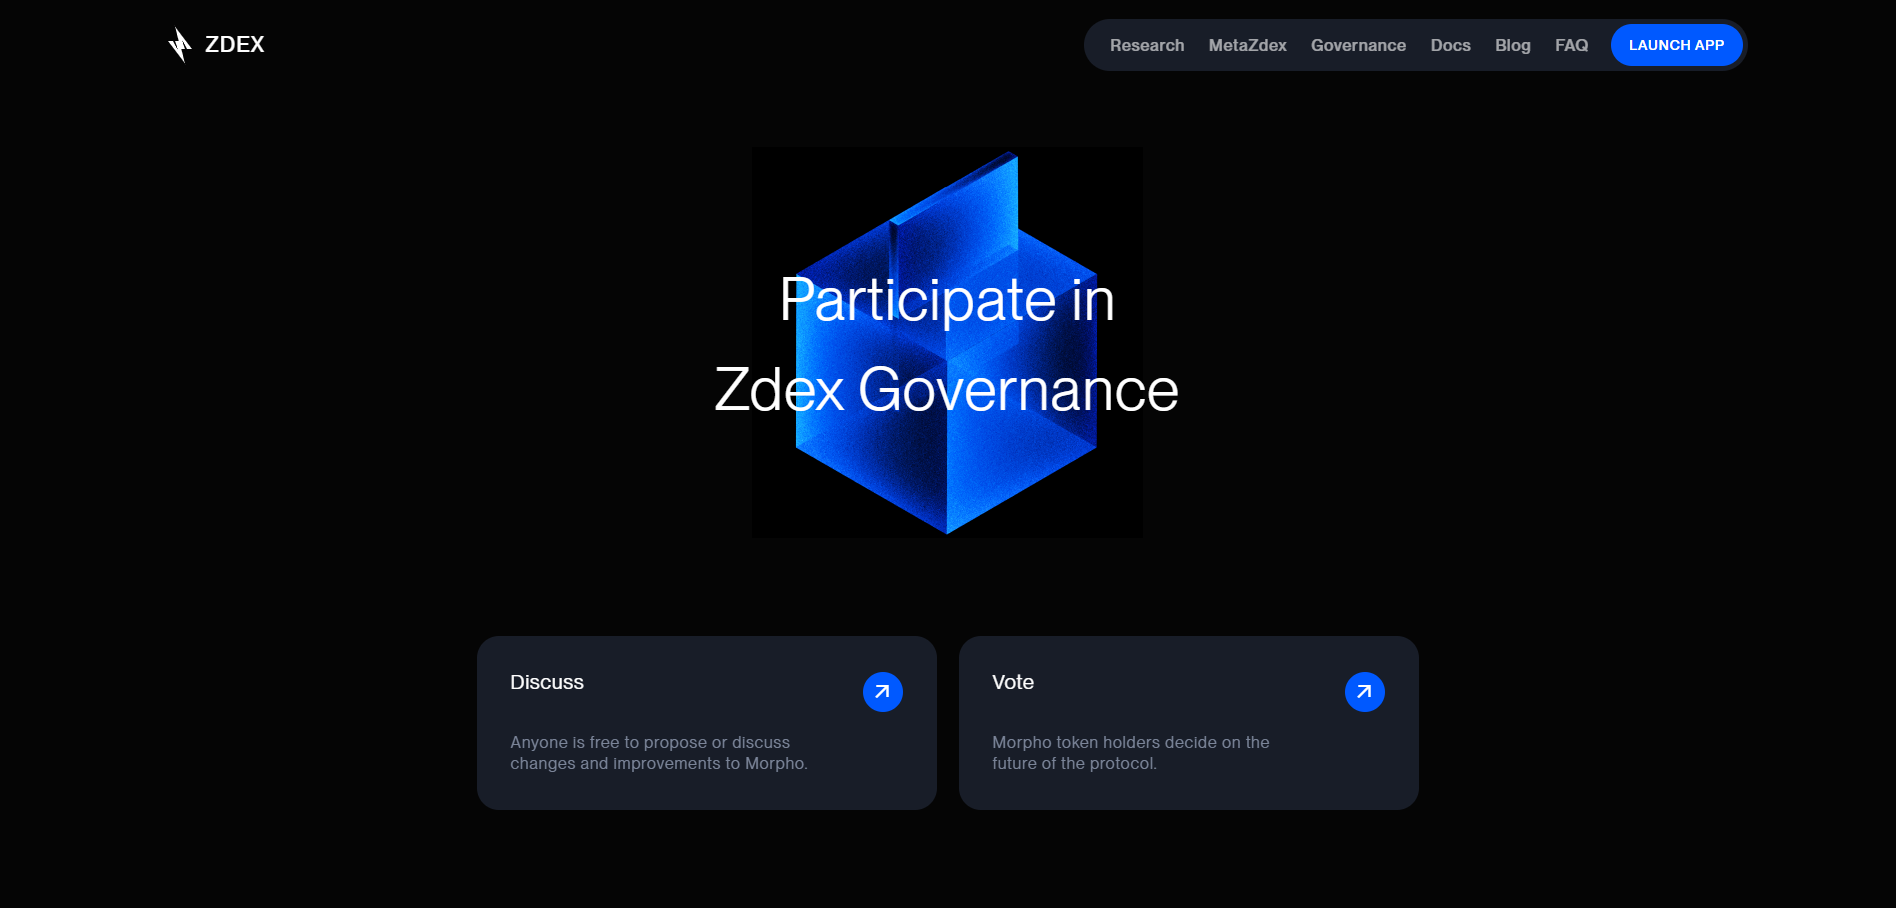 ZDEX
Research MetaZdex Governance Docs Blog FAQ LAUNCH APP
Participate in
Zdex Governance
Discuss
Anyone is free to propose or discuss
changes and improvements to Morpho.
Vote
Morpho token holders decide on the
future of the protocol.